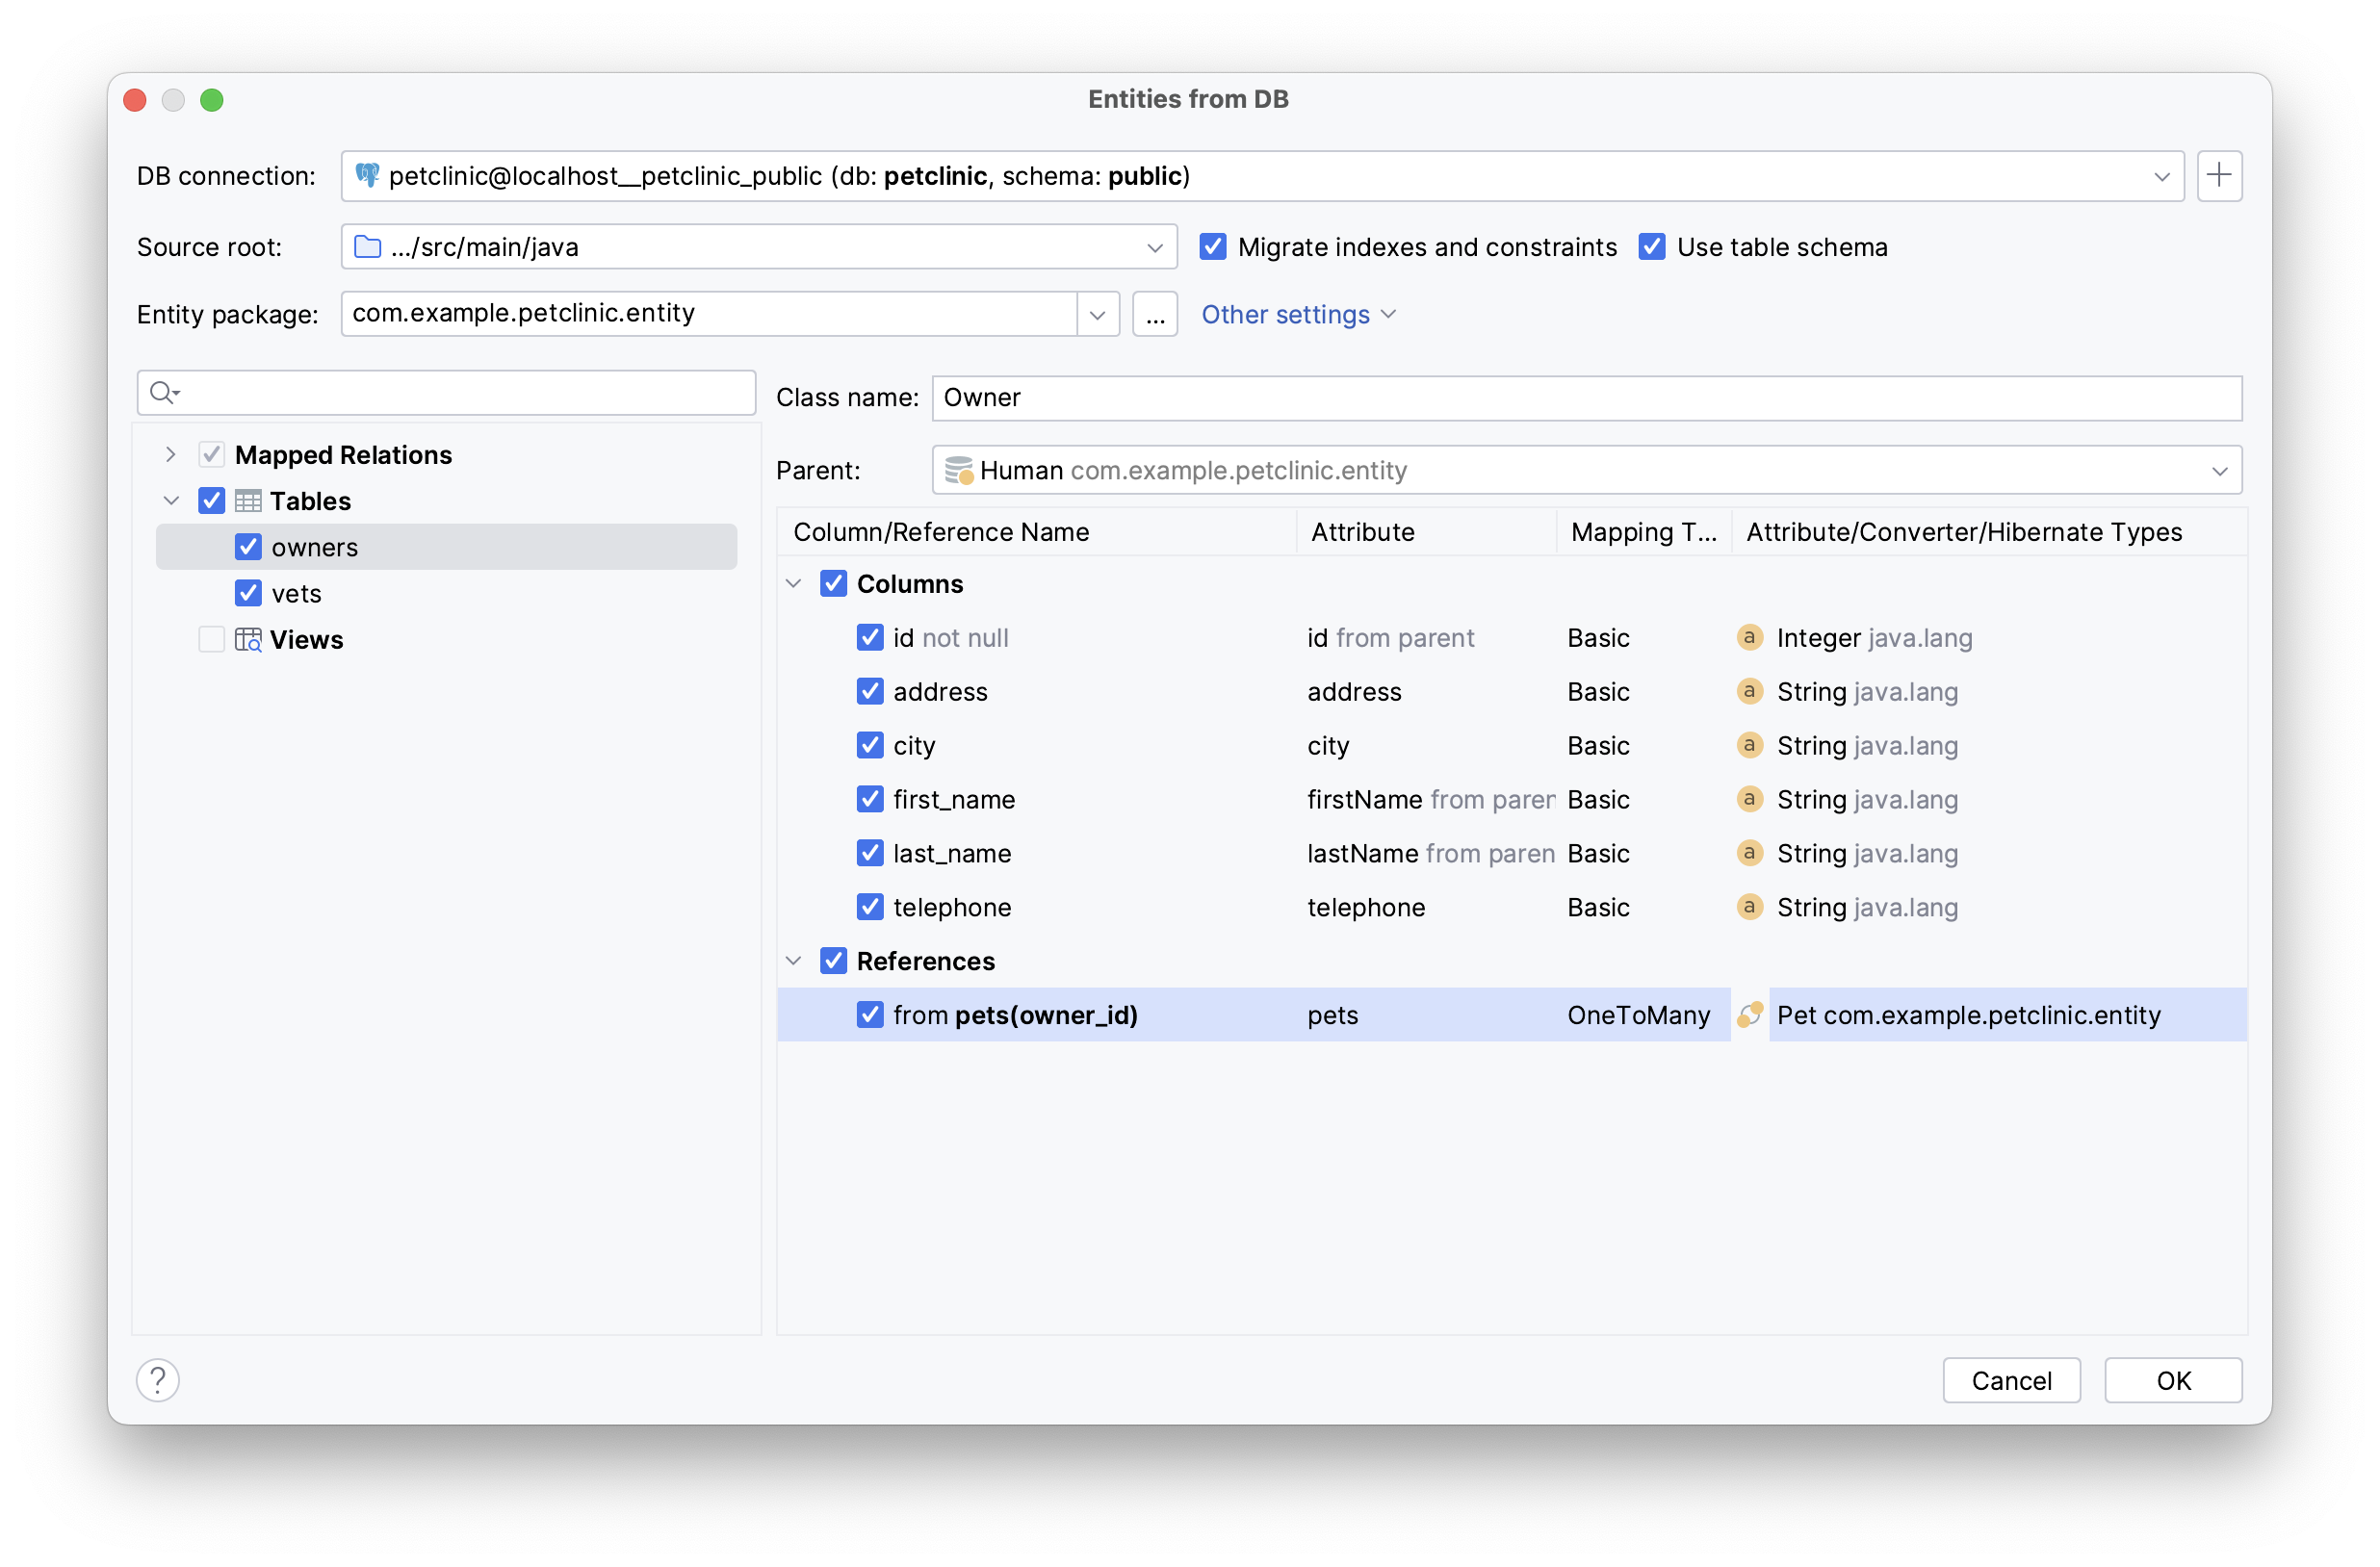 Entities from DB
DB connection: petclinic@localhost__petclinic_public (db: petclinic, schema: public)
Source root: .../src/main/java Migrate indexes and constraints Use table schema
Entity package: com.example.petclinic.entity ... Other settings
Class name: Owner
Mapped Relations
Tables
owners
vets
Views
Parent: Human com.example.petclinic.entity
Column/Reference Name Attribute Mapping T... Attribute/Converter/Hibernate Types
Columns
id not null id from parent Basic a Integer java.lang
address address Basic a String java.lang
city city Basic a String java.lang
first_name firstName from paren Basic a String java.lang
last_name lastName from paren Basic a String java.lang
telephone telephone Basic a String java.lang
References
from pets(owner_id) pets OneToMany Pet com.example.petclinic.entity
? Cancel OK